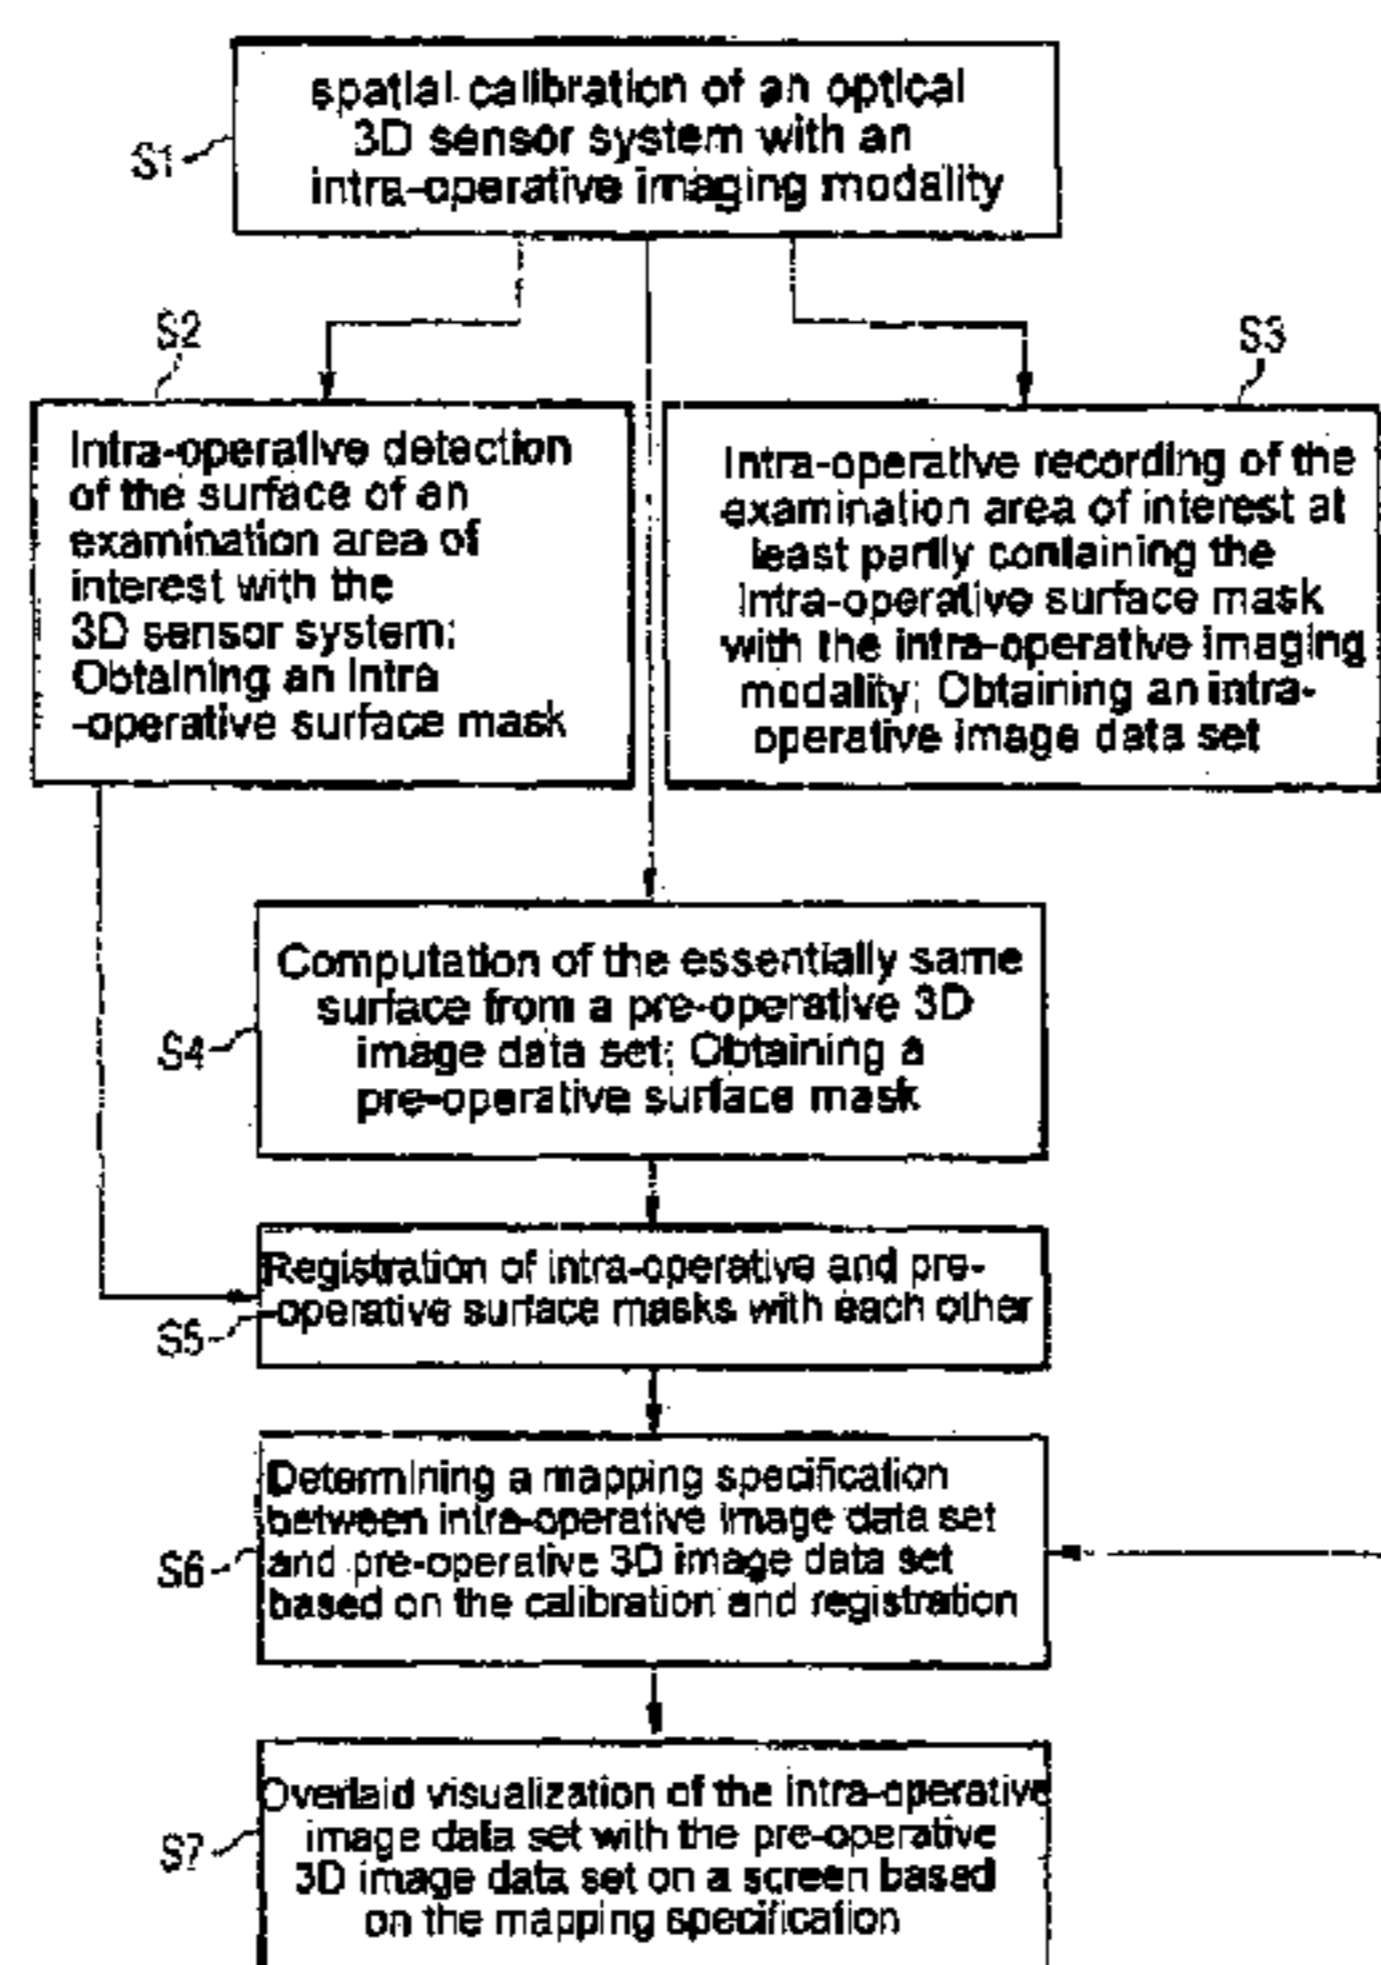 spatial calibration of an optical
3D sensor system with an
intra-operative imaging modality
S1
S2
Intra-operative detection
of the surface of an
examination area of
interest with the
3D sensor system;
Obtaining an intra
-operative surface mask
S3
Intra-operative recording of the
examination area of interest at
least partly containing the
intra-operative surface mask
with the intra-operative imaging
modality; Obtaining an intra-
operative image data set
S4
Computation of the essentially same
surface from a pre-operative 3D
image data set; Obtaining a
pre-operative surface mask
S5
Registration of intra-operative and pre-
-operative surface masks with each other
S6
Determining a mapping specification
between intra-operative image data set
and pre-operative 3D image data set
based on the calibration and registration
S7
Overlaid visualization of the intra-operative
image data set with the pre-operative
3D image data set on a screen based
on the mapping specification